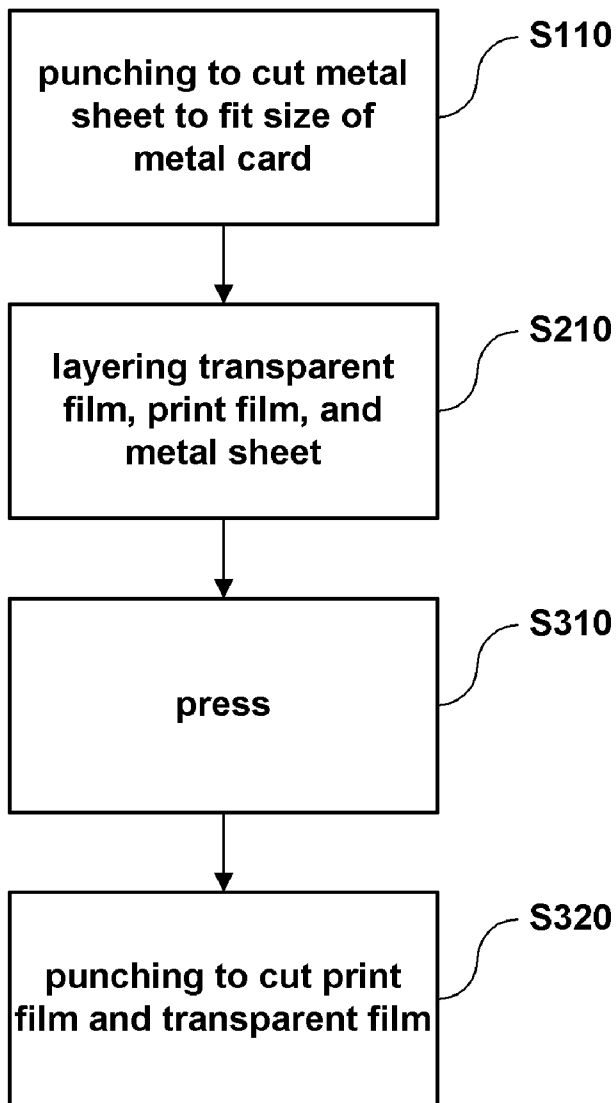 punching to cut metal
sheet to fit size of
metal card
S110
layering transparent
film, print film, and
metal sheet
S210
press
S310
punching to cut print
film and transparent film
S320